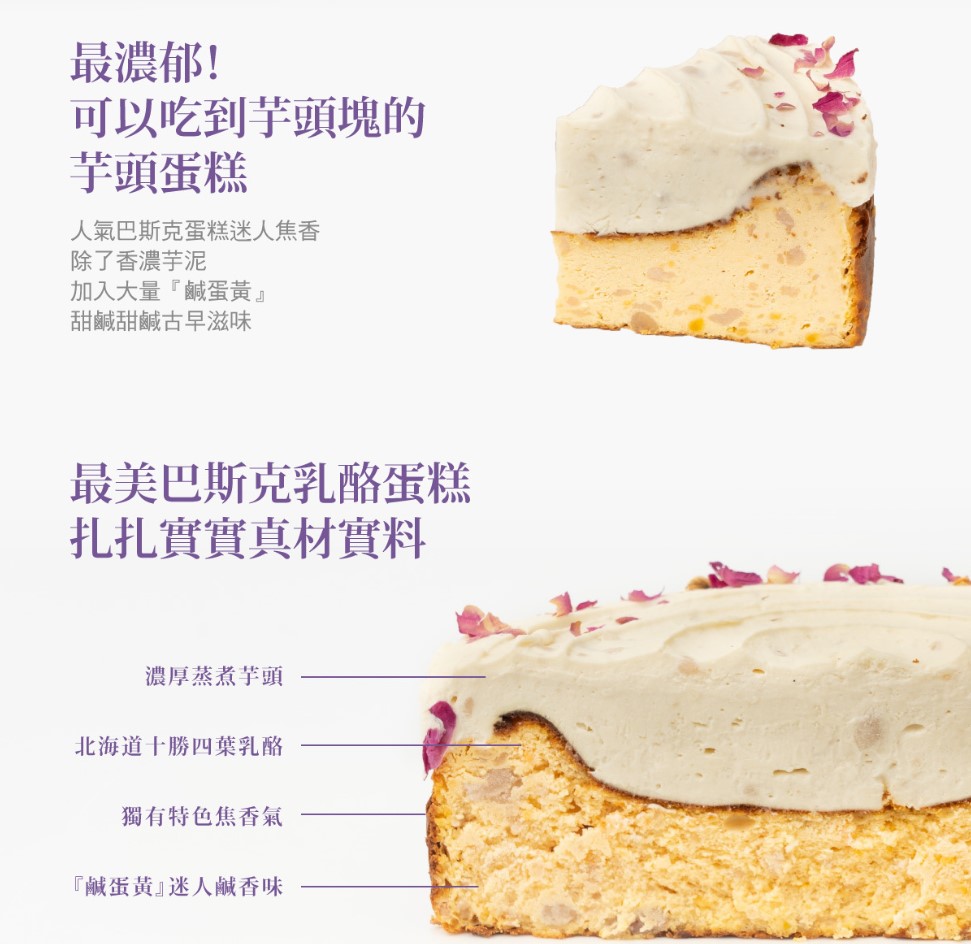 最濃郁！
可以吃到芋頭塊的
芋頭蛋糕
人氣巴斯克蛋糕迷人焦香
除了香濃芋泥
加入大量『鹹蛋黃』
甜鹹甜鹹古早滋味
最美巴斯克乳酪蛋糕
扎扎實實真材實料
濃厚蒸煮芋頭
北海道十勝四葉乳酪
獨有特色焦香氣
『鹹蛋黃』迷人鹹香味